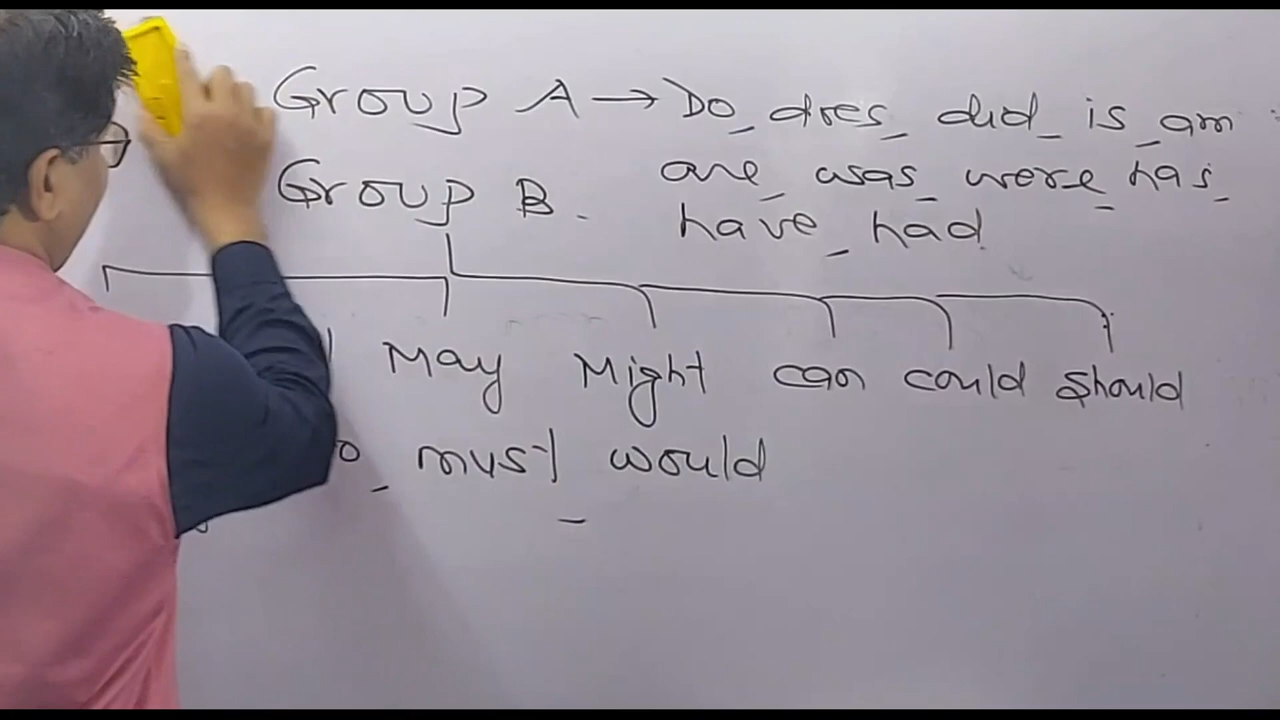 Group A → Do, does, did, is, am
are, was, were, has,
Group B.
have, had
May Might can could should
must, would